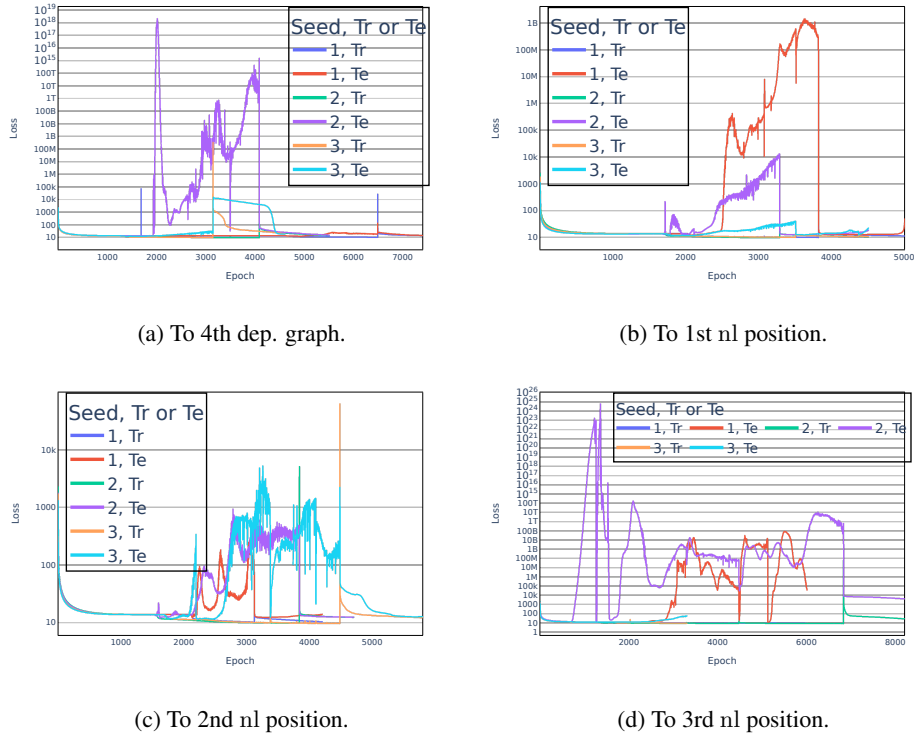 10^19
10^18
10^17
10^16
10^15
100T
1T
100B
1B
100M
10M
100k
1000
100
10
Loss
Seed, Tr or Te
1, Tr
1, Te
2, Tr
2, Te
3, Tr
3, Te
1000 2000 3000 4000 5000 6000 7000
Epoch
(a) To 4th dep. graph.
1B
100M
1M
10k
1000
100
10
Loss
Seed, Tr or Te
1, Tr
1, Te
2, Tr
2, Te
3, Tr
3, Te
1000 2000 3000 4000 5000
Epoch
(b) To 1st nl position.
10k
100
10
Loss
Seed, Tr or Te
1, Tr
1, Te
2, Tr
2, Te
3, Tr
3, Te
1000 2000 3000 4000 5000
Epoch
(c) To 2nd nl position.
10^26
10^25
10^24
10^23
10^22
10^21
10^20
10^19
10^18
10^17
10^16
10^15
100T
10T
1T
10B
1B
100M
10M
1M
100k
10k
1000
100
10
1
Loss
Seed, Tr or Te
1, Tr 1, Te 2, Tr 2, Te
3, Tr 3, Te
2000 4000 6000 8000
Epoch
(d) To 3rd nl position.